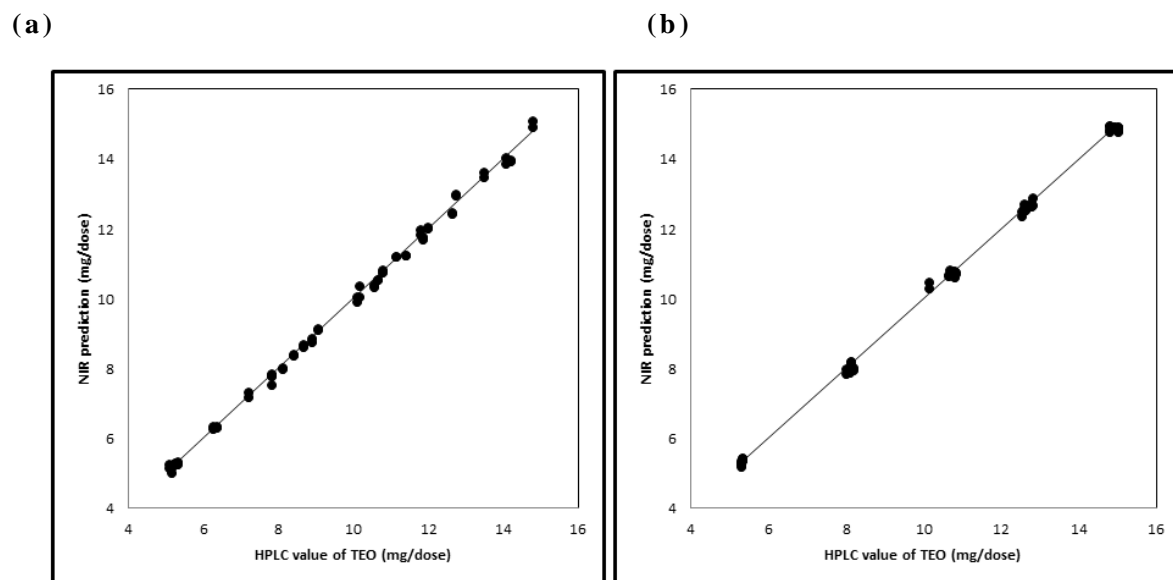 (a)
(b)
16
14
12
10
8
6
4
NIR prediction (mg/dose)
4 6 8 10 12 14 16
HPLC value of TEO (mg/dose)
16
14
12
10
8
6
4
NIR prediction (mg/dose)
4 6 8 10 12 14 16
HPLC value of TEO (mg/dose)